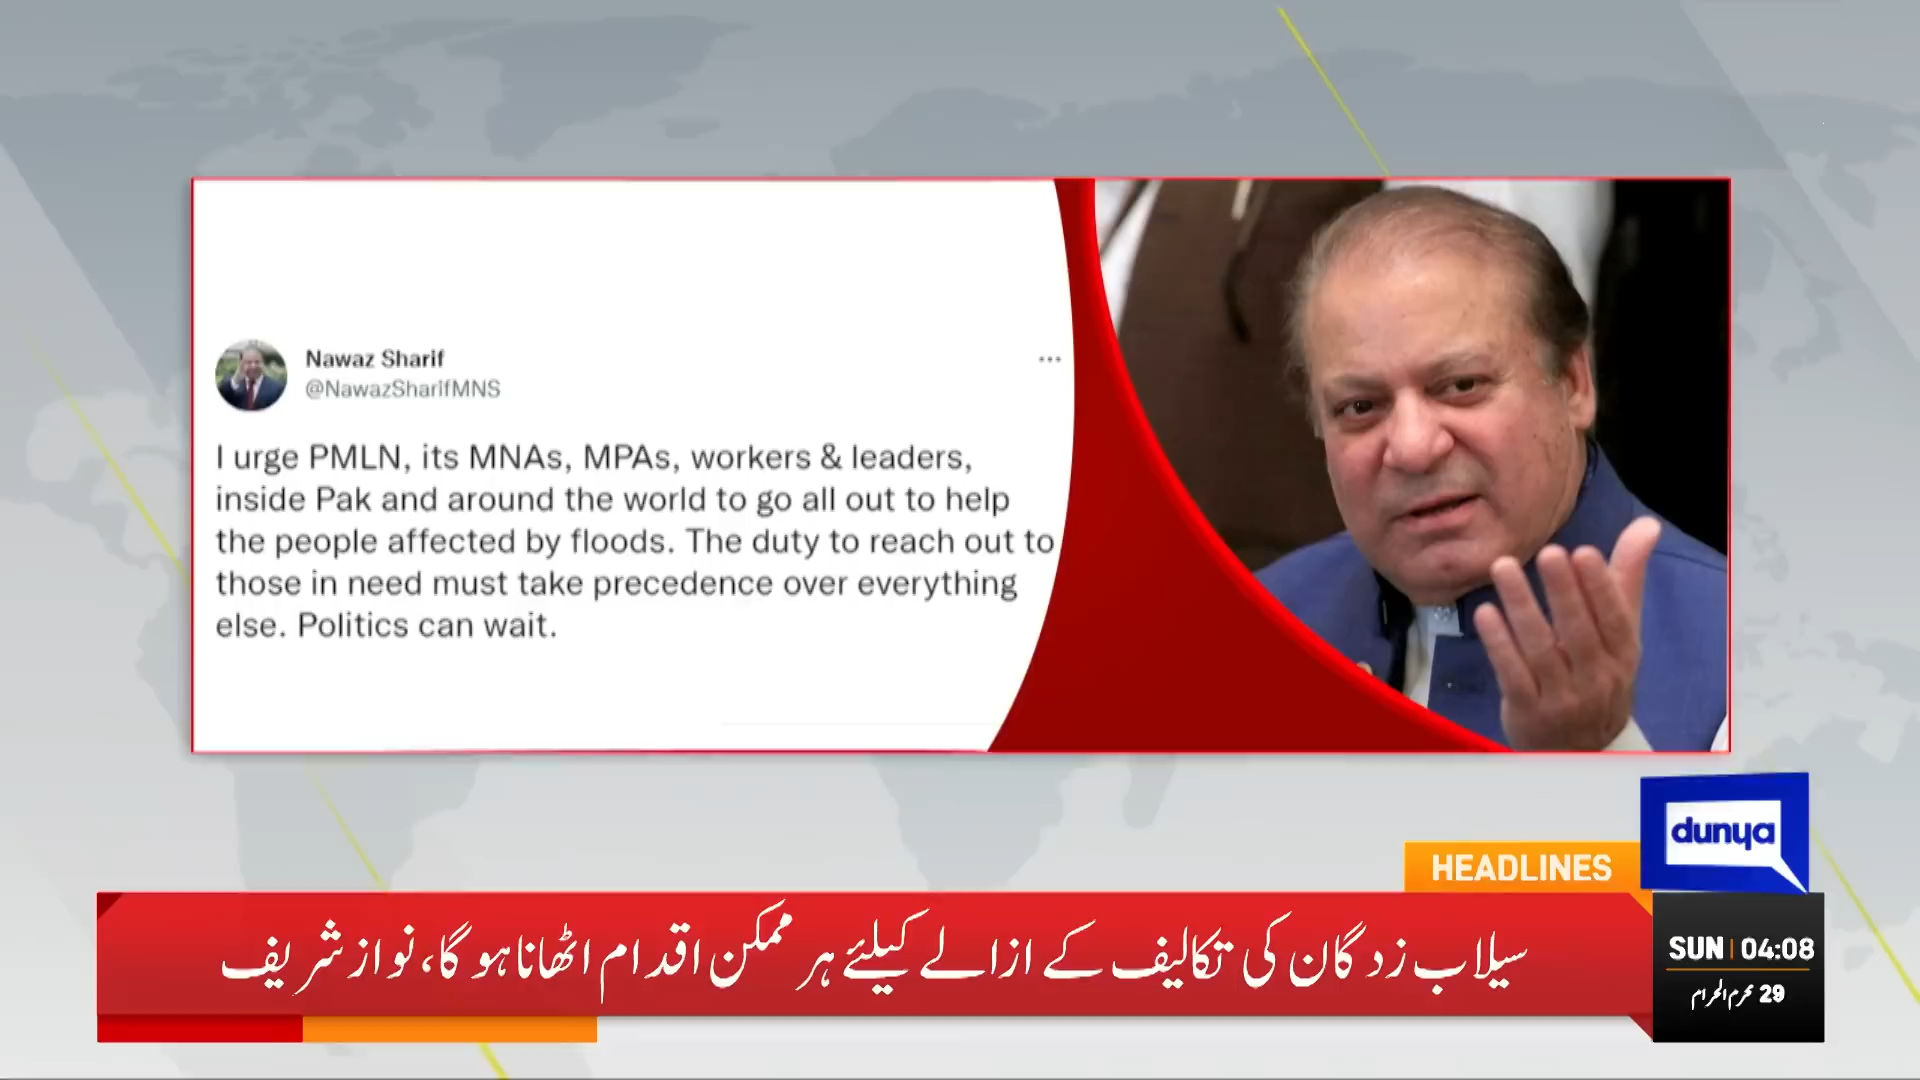 Nawaz Sharif
@NawazSharifMNS
I urge PMLN, its MNAs, MPAs, workers & leaders,
inside Pak and around the world to go all out to help
the people affected by floods. The duty to reach out to
those in need must take precedence over everything
else. Politics can wait.
dunya
HEADLINES
سیلاب زدگان کی تکالیف کے ازالے کیلئے ہر ممکن اقدام اٹھانا ہو گا، نواز شریف
SUN 04:08
29 محرم الحرام